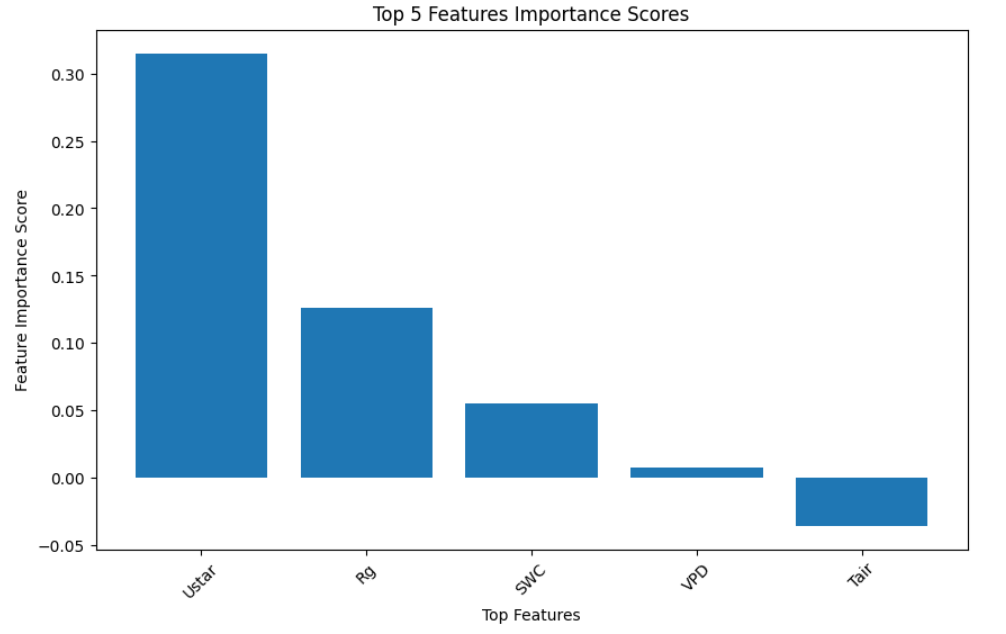 Top 5 Features Importance Scores
Feature Importance Score
0.30
0.25
0.20
0.15
0.10
0.05
0.00
−0.05
Ustar
Rg
SWC
VPD
Tair
Top Features